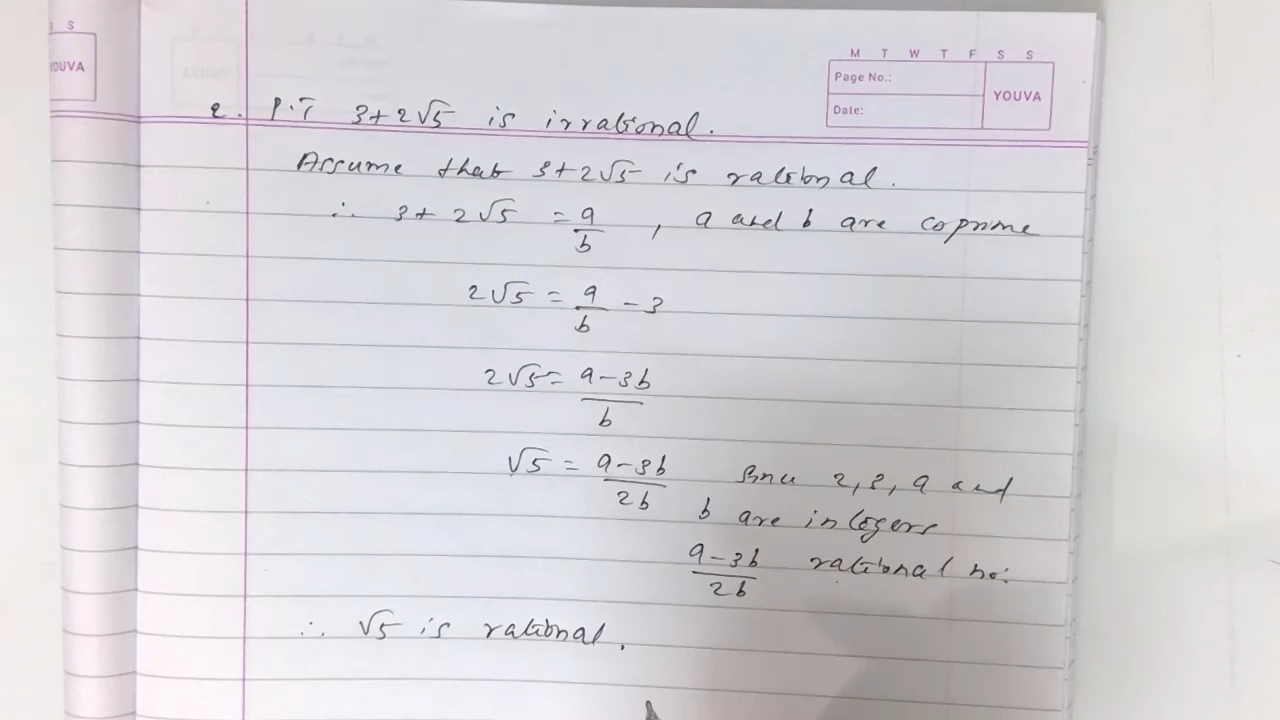 S
YOUVA
M T W T F S S
Page No.:
YOUVA
Date:
2. P.T 3+2√5 is irrational.
Assume that 3+2√5 is rational.
∴ 3+ 2√5 = a/b , a and b are coprime
2√5 = a/b - 3
2√5 = a-3b/b
√5 = a-3b/2b Since 2, 3, a and
b are integers
a-3b/2b rational no:
∴ √5 is rational.